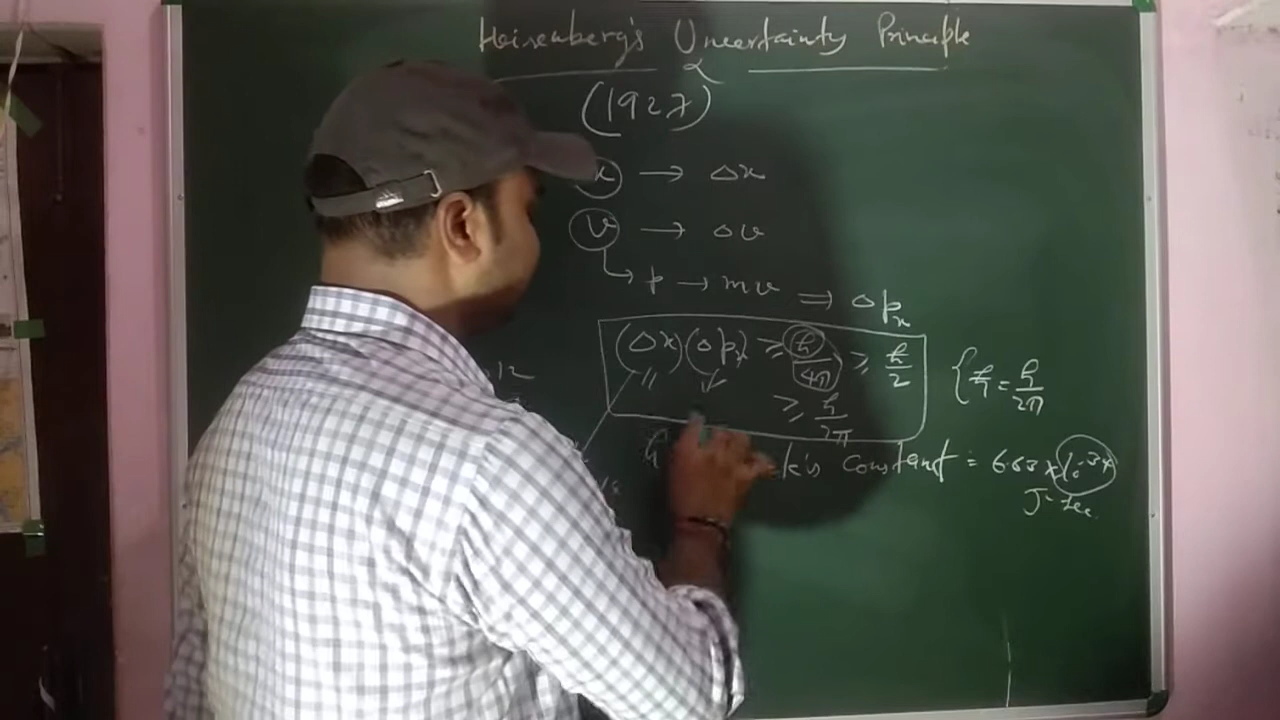 Heisenberg's Uncertainty Principle
(1927)
x → Δx
v → Δv
p → mv ⇒ Δpₓ
(Δx)(Δpₓ) ≥ h/4π ≥ ħ/2
{ ħ = h/2π
≥ h/2π
constant = 6.63 × 10⁻³⁴
J-sec.